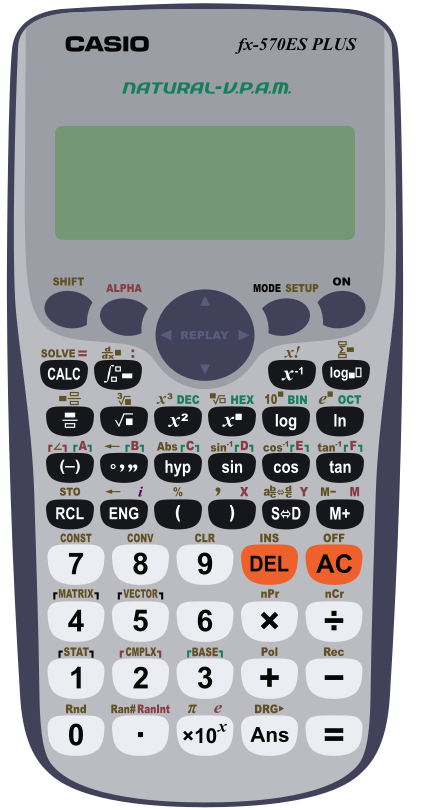 CASIO fx-570ES PLUS
NATURAL-V.P.A.M.
SHIFT ALPHA MODE SETUP ON
REPLAY
SOLVE = d/dx : x! Σ
CALC ∫ x⁻¹ log
³√ x³ DEC √ HEX 10 BIN e OCT
√ x² x log ln
∠ A ← B Abs C sin⁻¹ D cos⁻¹ E tan⁻¹ F
(−) °,,, hyp sin cos tan
STO ← i % , X a b/c⇔d/c Y M− M
RCL ENG ( ) S⇔D M+
CONST CONV CLR INS OFF
7 8 9 DEL AC
MATRIX VECTOR nPr nCr
4 5 6 × ÷
STAT CMPLX BASE Pol Rec
1 2 3 + −
Rnd Ran# RanInt π e DRG▸
0 . ×10ˣ Ans =